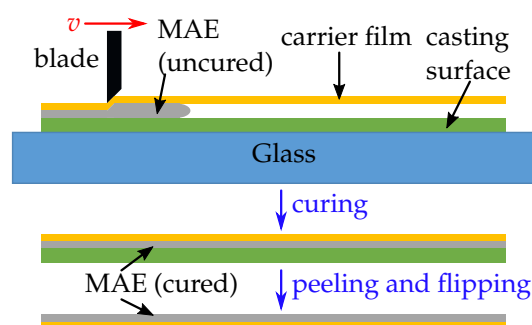 v
MAE
(uncured)
blade
carrier film
casting
surface
Glass
curing
MAE (cured)
peeling and flipping